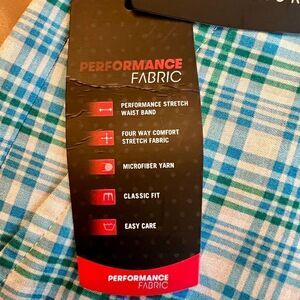 PERFORMANCE
FABRIC
PERFORMANCE STRETCH
WAIST BAND
FOUR WAY COMFORT
STRETCH FABRIC
MICROFIBER YARN
CLASSIC FIT
EASY CARE
PERFORMANCE
FABRIC